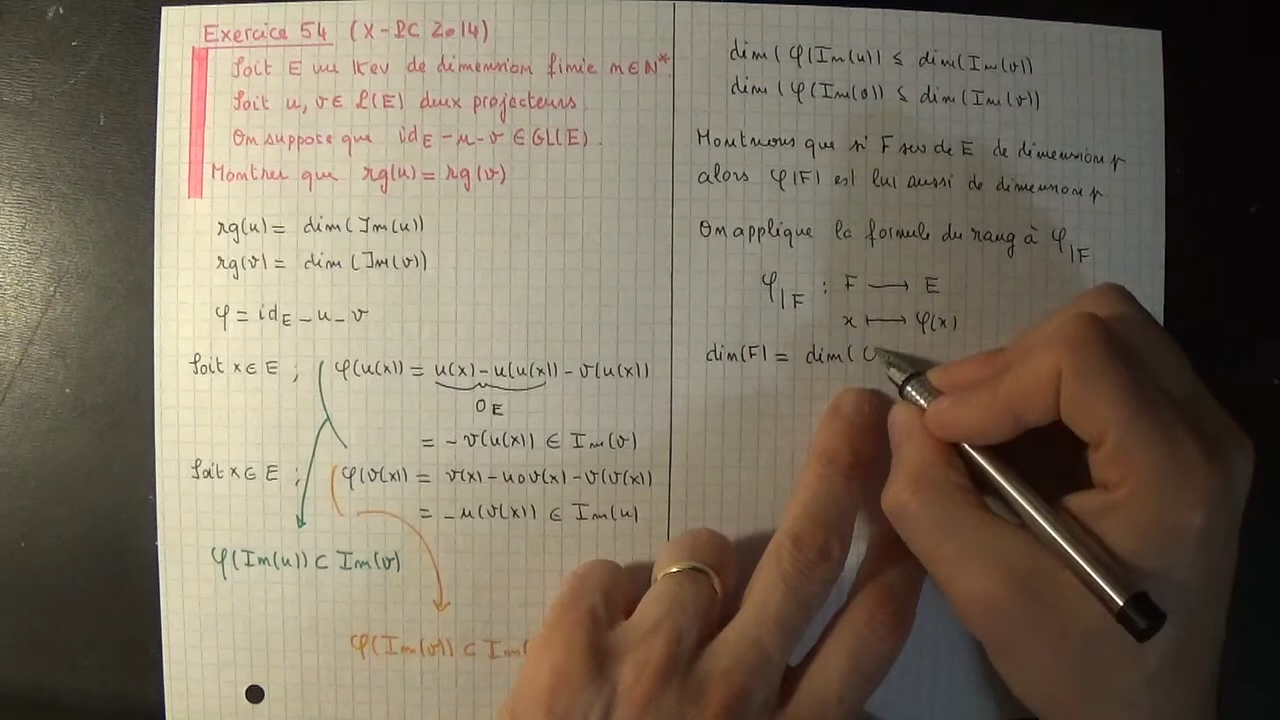 Exercice 54 (X-PC 2014)
Soit E un Kev de dimension finie n∈N*.
Soit u, v∈ L(E) deux projecteurs.
On suppose que id_E - u - v ∈ GL(E).
Montrer que rg(u) = rg(v)
rg(u) = dim(Im(u))
rg(v) = dim(Im(v))
φ = id_E - u - v
Soit x∈E ; φ(u(x)) = u(x) - u(u(x)) - v(u(x))
0_E
= - v(u(x)) ∈ Im(v)
Soit x∈E ; φ(v(x)) = v(x) - u∘v(x) - v(v(x))
= - u(v(x)) ∈ Im(u)
φ(Im(u)) ⊂ Im(v)
φ(Im(v)) ⊂ Im(
dim(φ(Im(u)) ≤ dim(Im(v))
dim(φ(Im(v)) ≤ dim(Im(v))
Montrons que si F sev de E de dimension p
alors φ(F) est lui aussi de dimension p
On applique la formule du rang à φ_|F
φ_|F : F ⟶ E
x ⟼ φ(x)
dim(F) = dim(